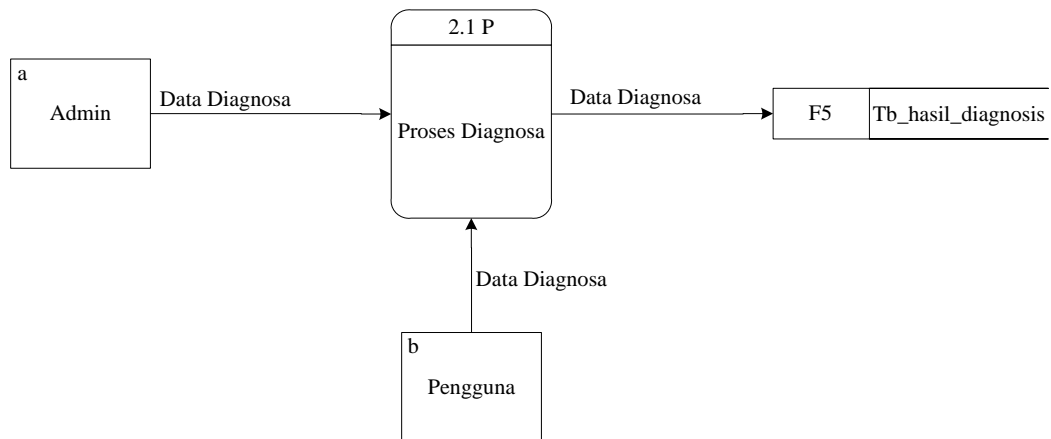 2.1 P
a
Admin
Data Diagnosa
Proses Diagnosa
Data Diagnosa
F5
Tb_hasil_diagnosis
Data Diagnosa
b
Pengguna